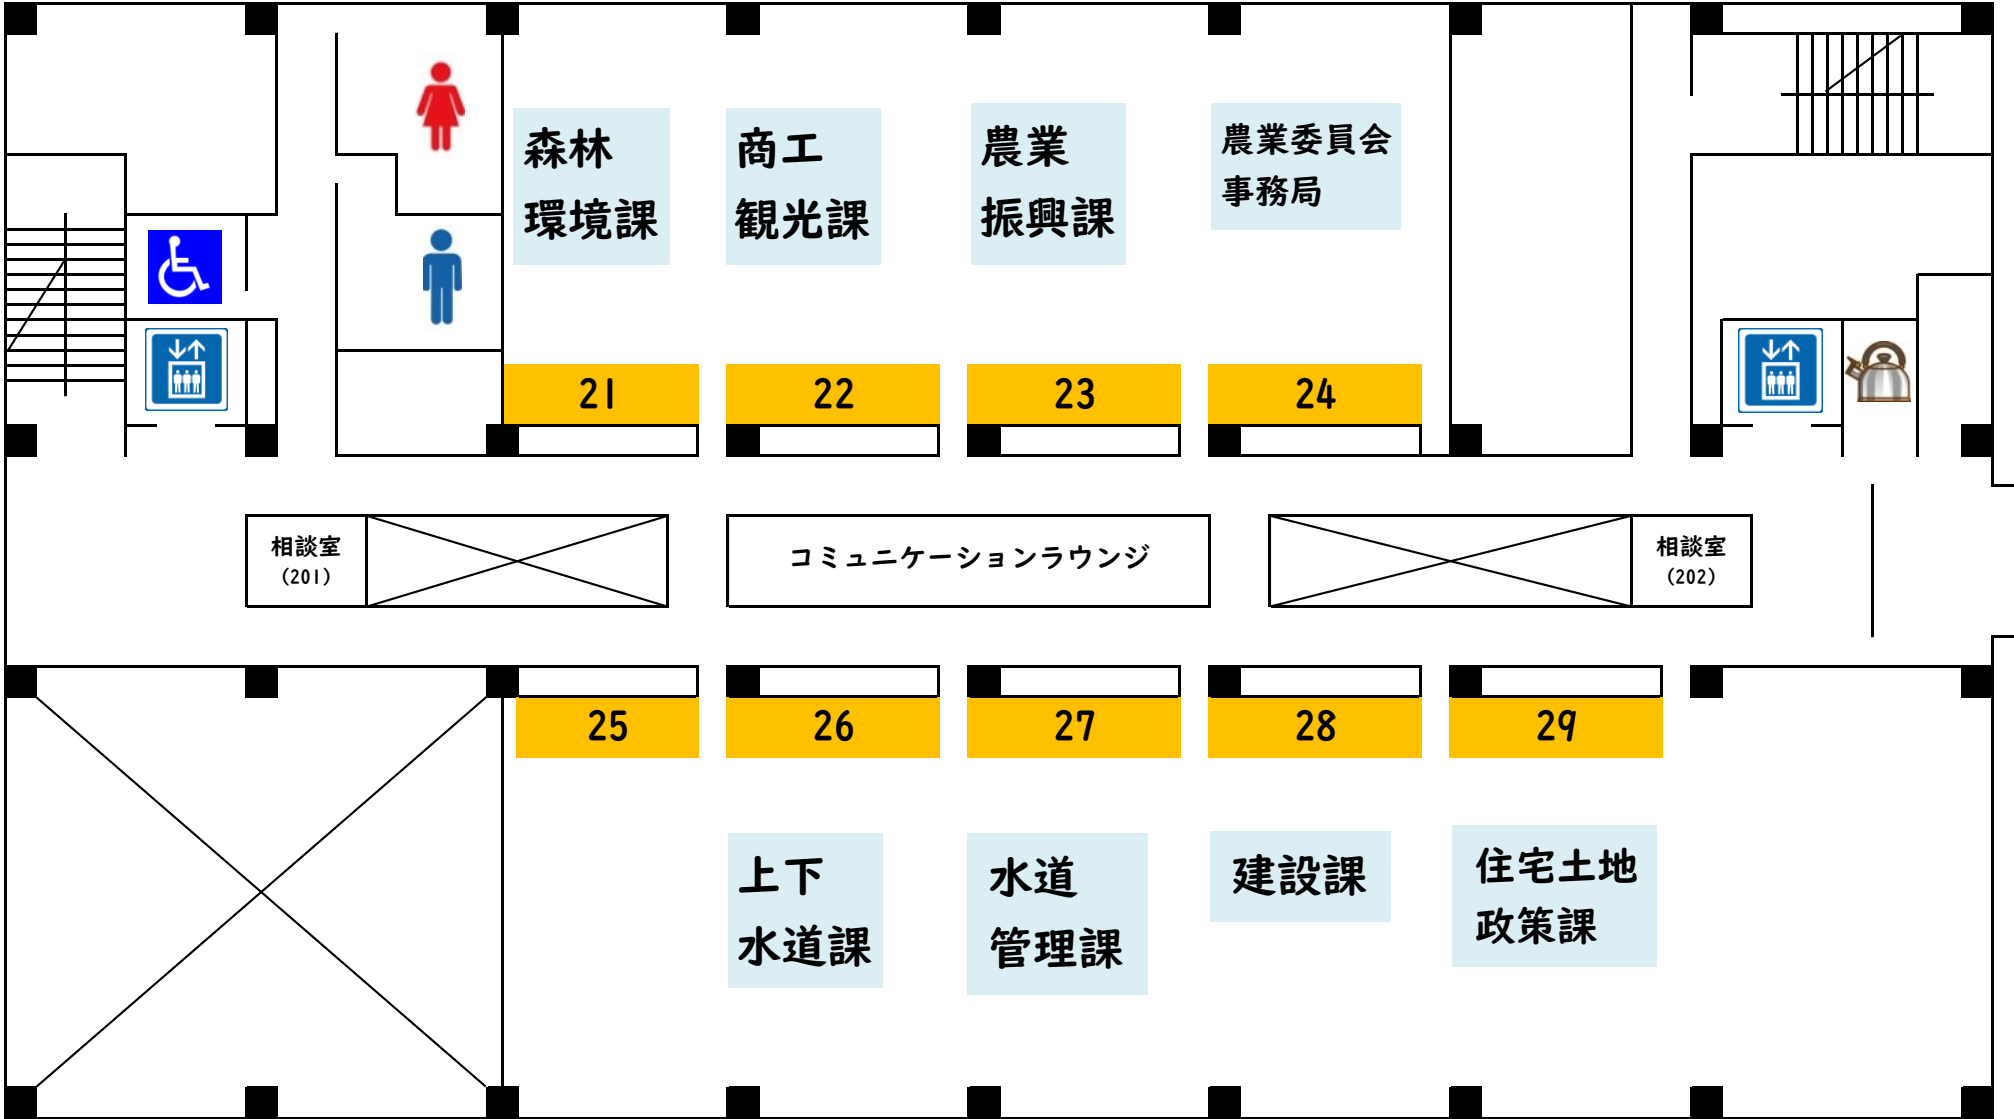 森林
環境課
商工
観光課
農業
振興課
農業委員会
事務局
21
22
23
24
相談室
(201)
コミュニケーションラウンジ
相談室
(202)
25
26
27
28
29
上下
水道課
水道
管理課
建設課
住宅土地
政策課